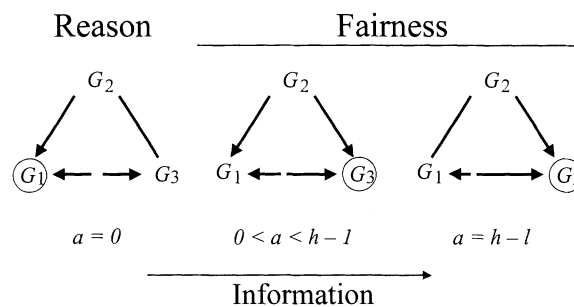 Reason Fairness
G2 G2 G2
G1 G3 G1 G3 G1 G
a = 0 0 < a < h – 1 a = h – l
Information